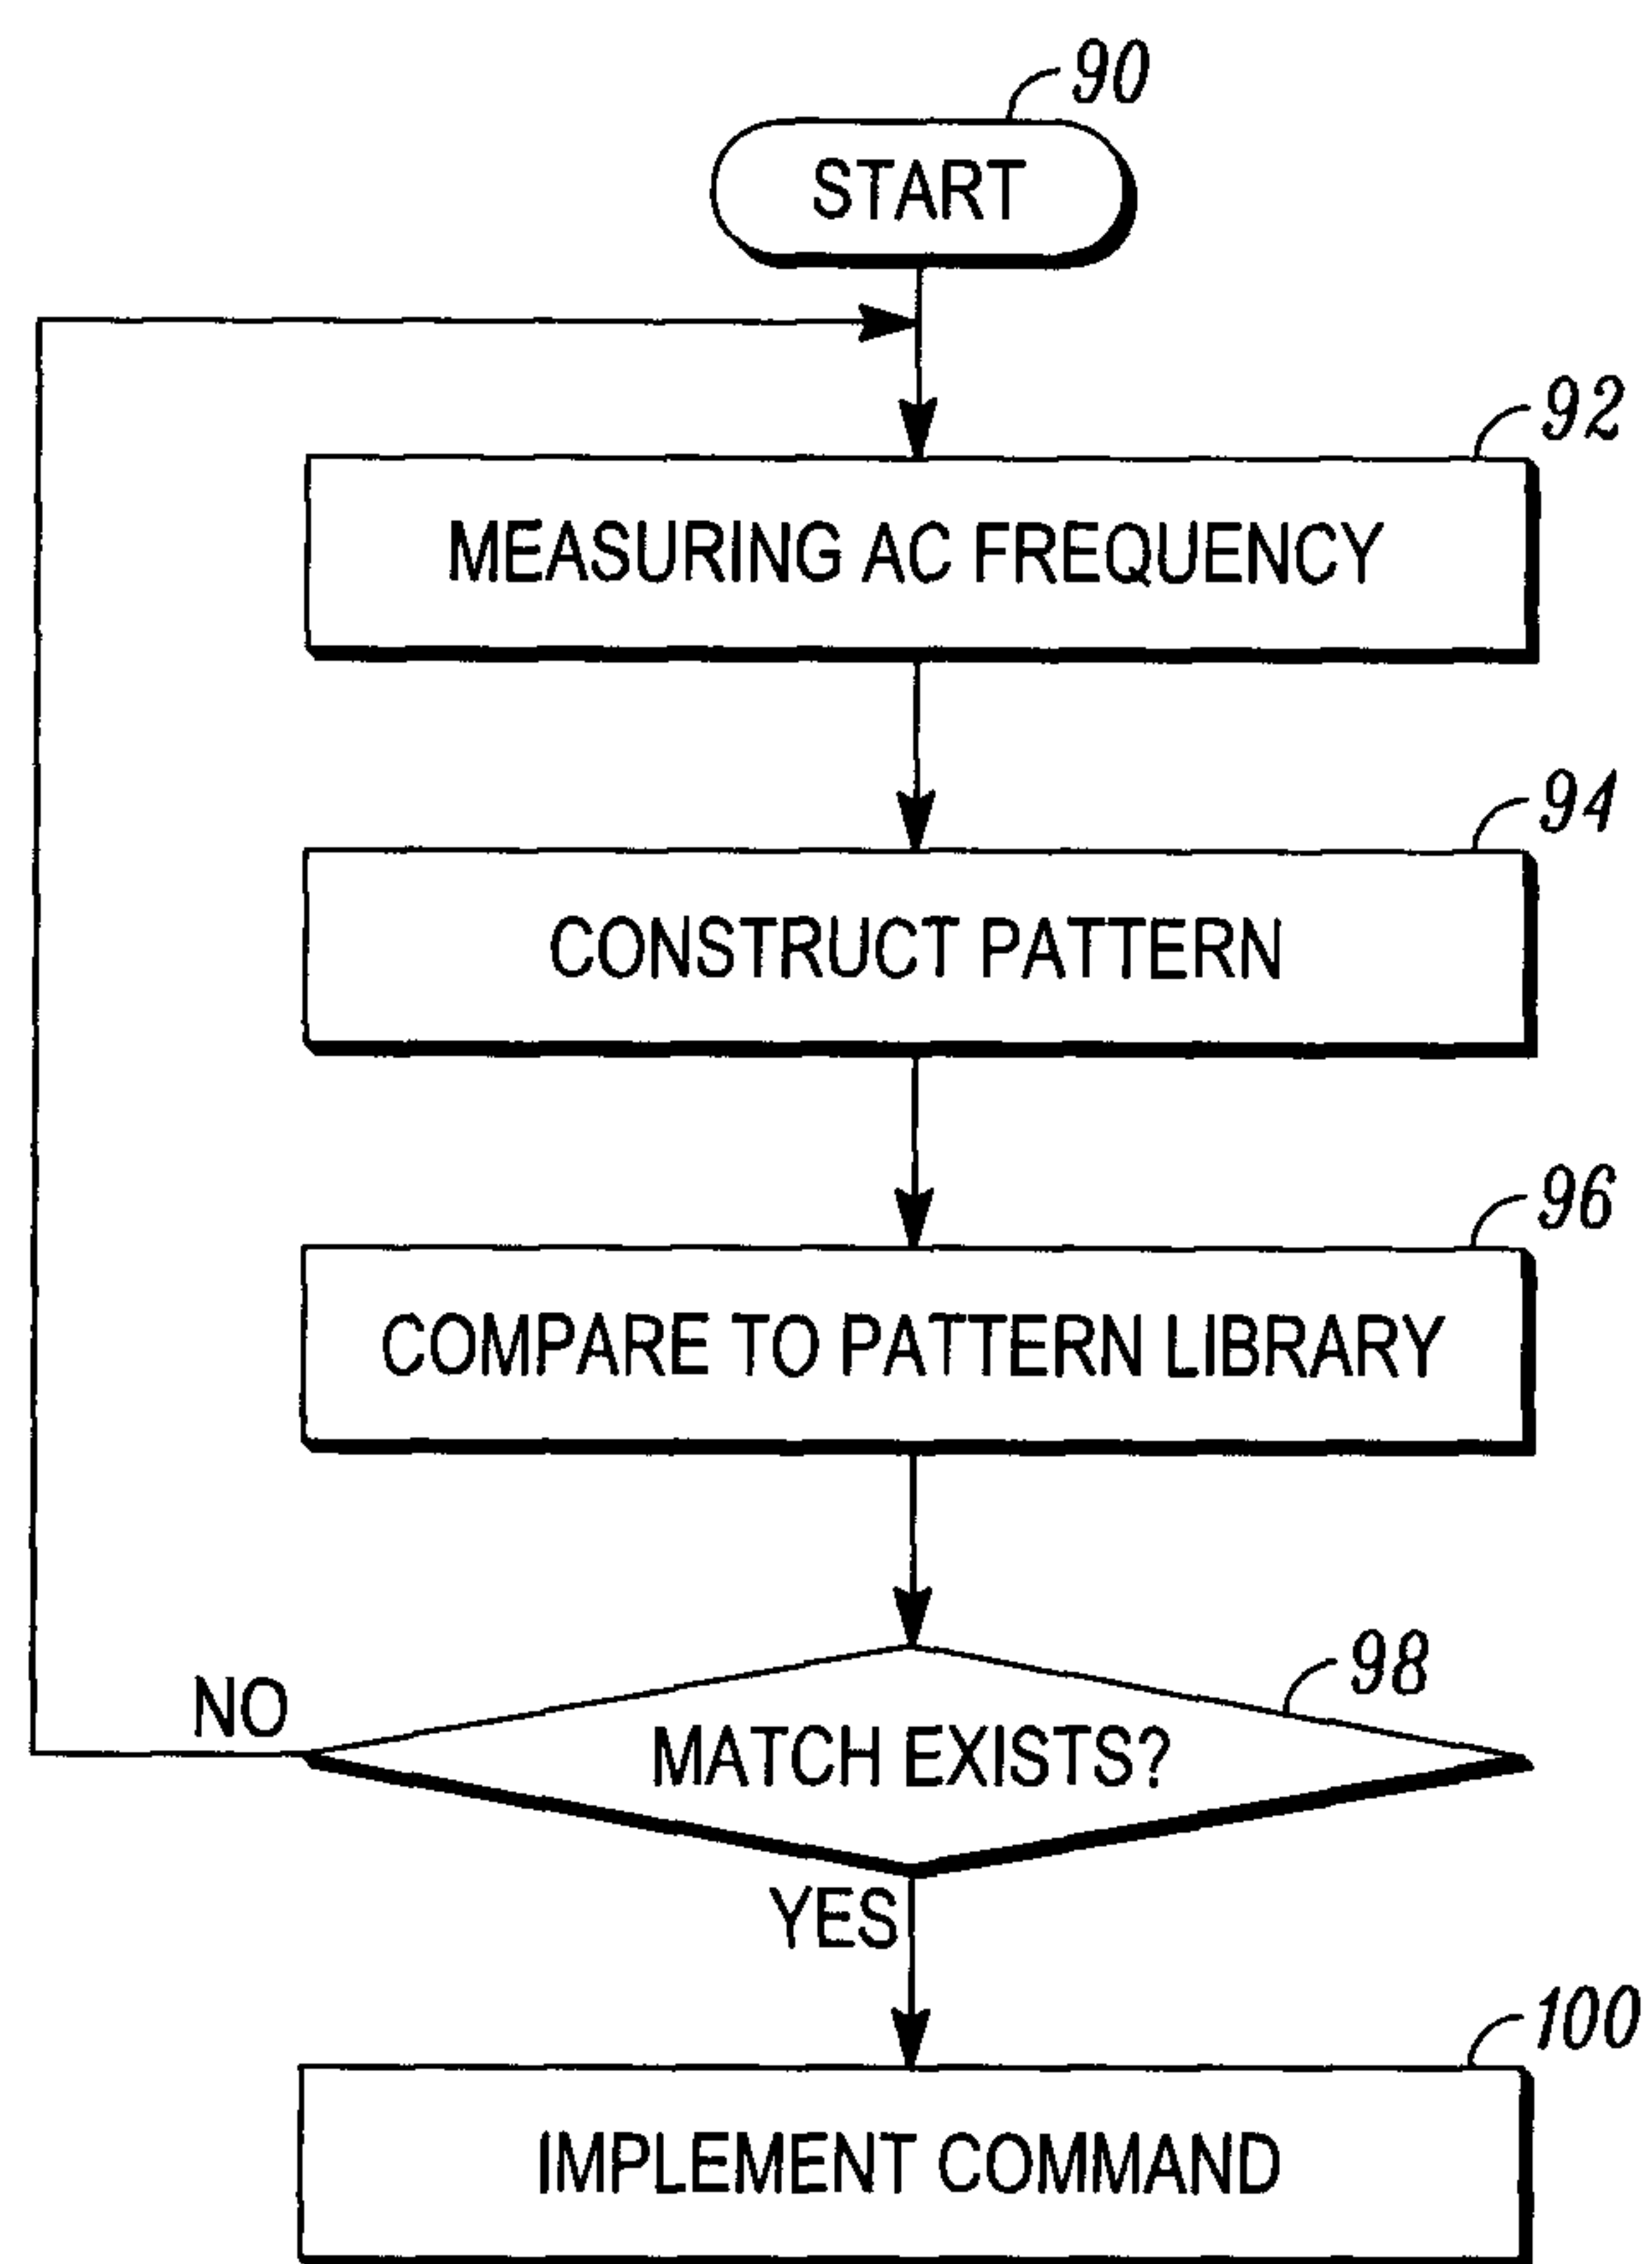 90
START
92
MEASURING AC FREQUENCY
94
CONSTRUCT PATTERN
96
COMPARE TO PATTERN LIBRARY
98
NO
MATCH EXISTS?
YES
100
IMPLEMENT COMMAND